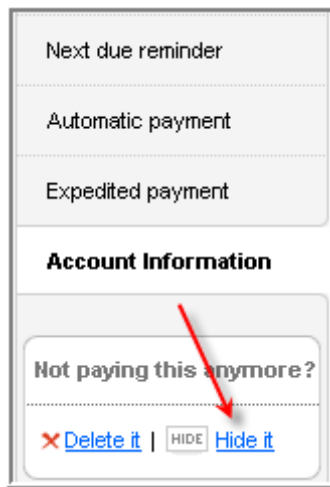 Next due reminder
Automatic payment
Expedited payment
Account Information
Not paying this anymore?
Delete it | HIDE Hide it